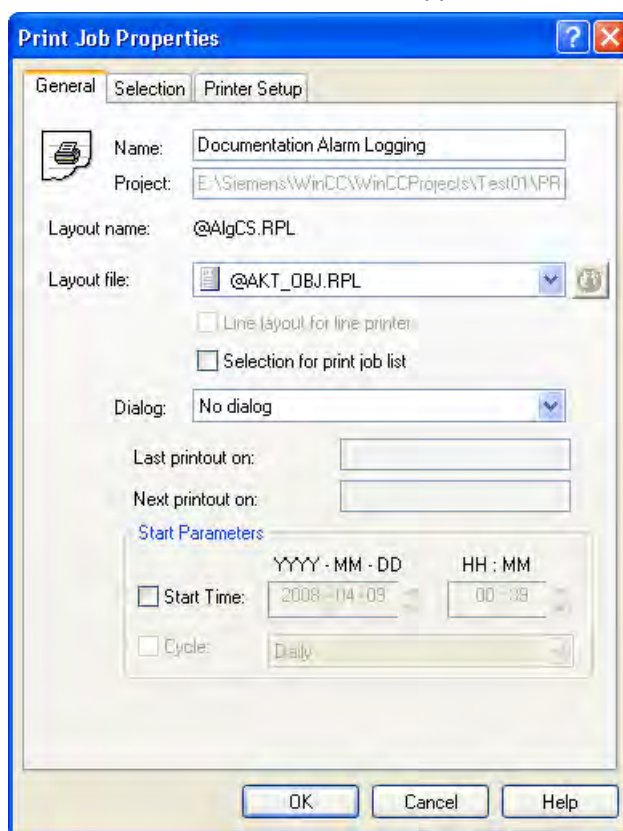 Print Job Properties
General Selection Printer Setup
Name: Documentation Alarm Logging
Project: E:\Siemens\WinCC\WinCCProjects\Test01\PR
Layout name: @AlgCS.RPL
Layout file: @AKT_OBJ.RPL
Line layout for line printer
Selection for print job list
Dialog: No dialog
Last printout on:
Next printout on:
Start Parameters
YYYY - MM - DD HH : MM
Start Time: 2008 -04 -09 00 : 39
Cycle: Daily
OK Cancel Help